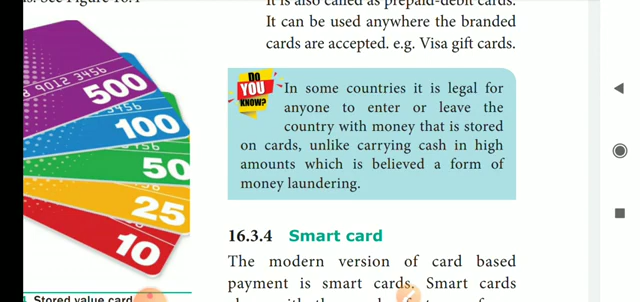 It is also called as prepaid-debit cards.
It can be used anywhere the branded
cards are accepted. e.g. Visa gift cards.
9012 3456
500
3456
100
50
25
10
Stored value card
DO
YOU
KNOW?
In some countries it is legal for
anyone to enter or leave the
country with money that is stored
on cards, unlike carrying cash in high
amounts which is believed a form of
money laundering.
16.3.4 Smart card
The modern version of card based
payment is smart cards. Smart cards